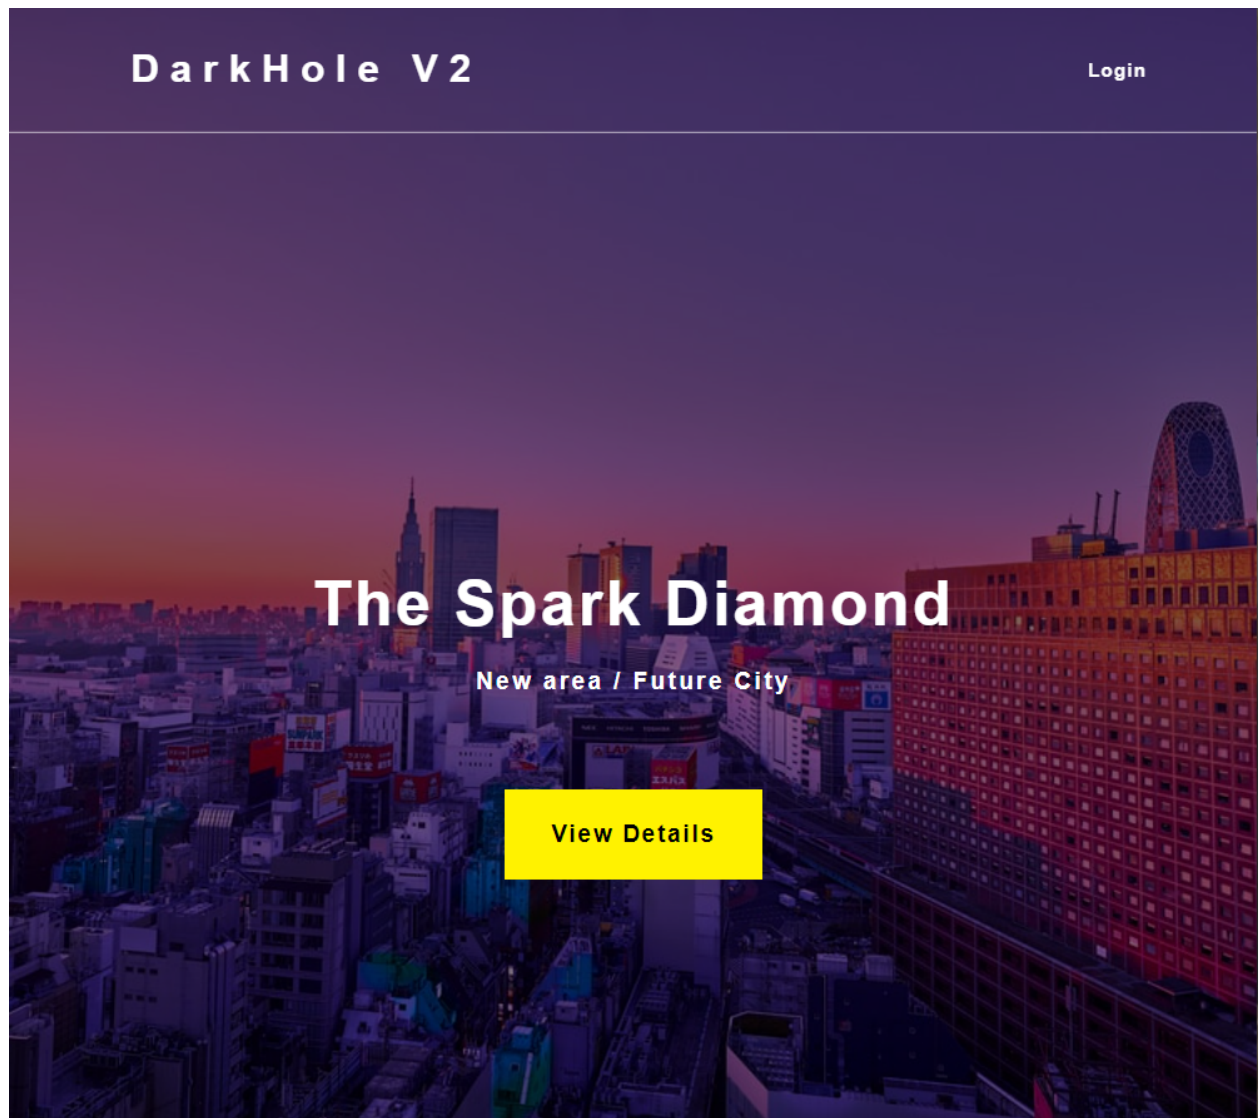 DarkHole V2
Login
The Spark Diamond
New area / Future City
View Details